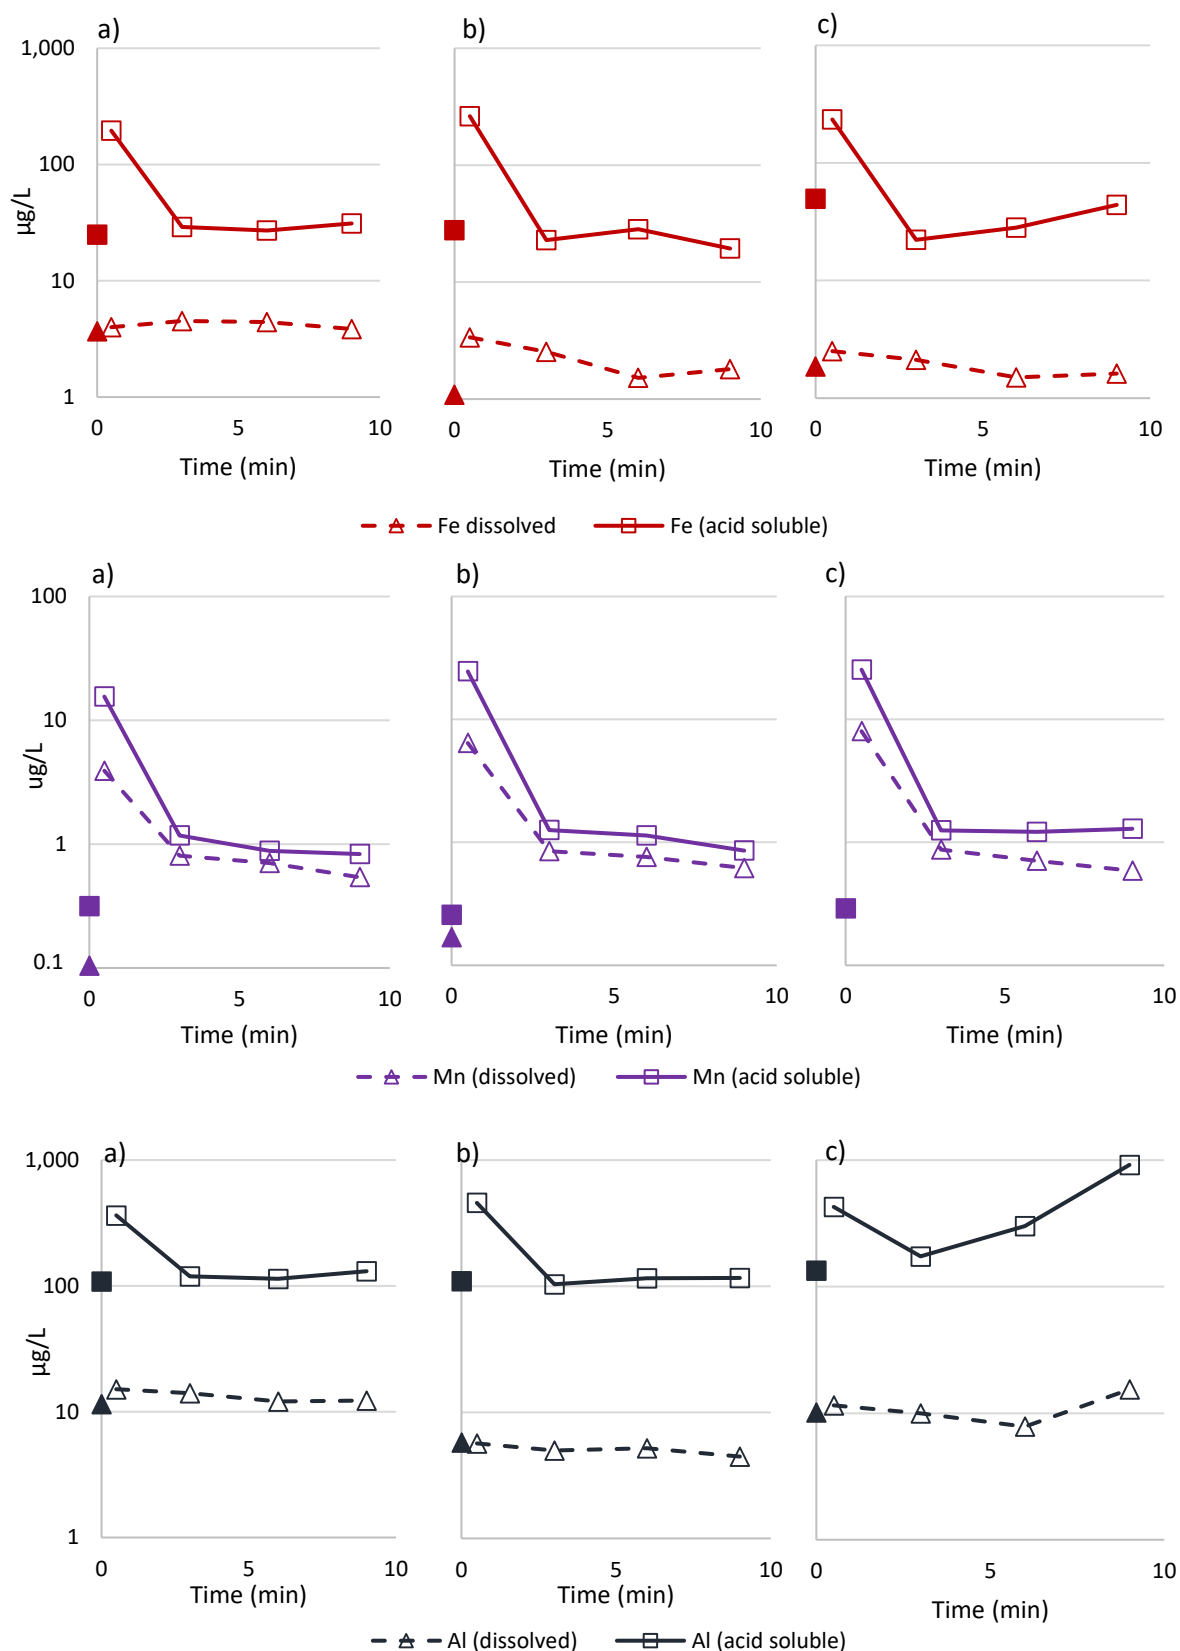 a) b) c)
1,000
100
10
1
µg/L
0 5 10 0 5 10 0 5 10
Time (min) Time (min) Time (min)
Fe dissolved Fe (acid soluble)
a) b) c)
100
10
1
0.1
ug/L
0 5 10 0 5 10 0 5 10
Time (min) Time (min) Time (min)
Mn (dissolved) Mn (acid soluble)
a) b) c)
1,000
100
10
1
µg/L
0 5 10 0 5 10 0 5 10
Time (min) Time (min) Time (min)
Al (dissolved) Al (acid soluble)